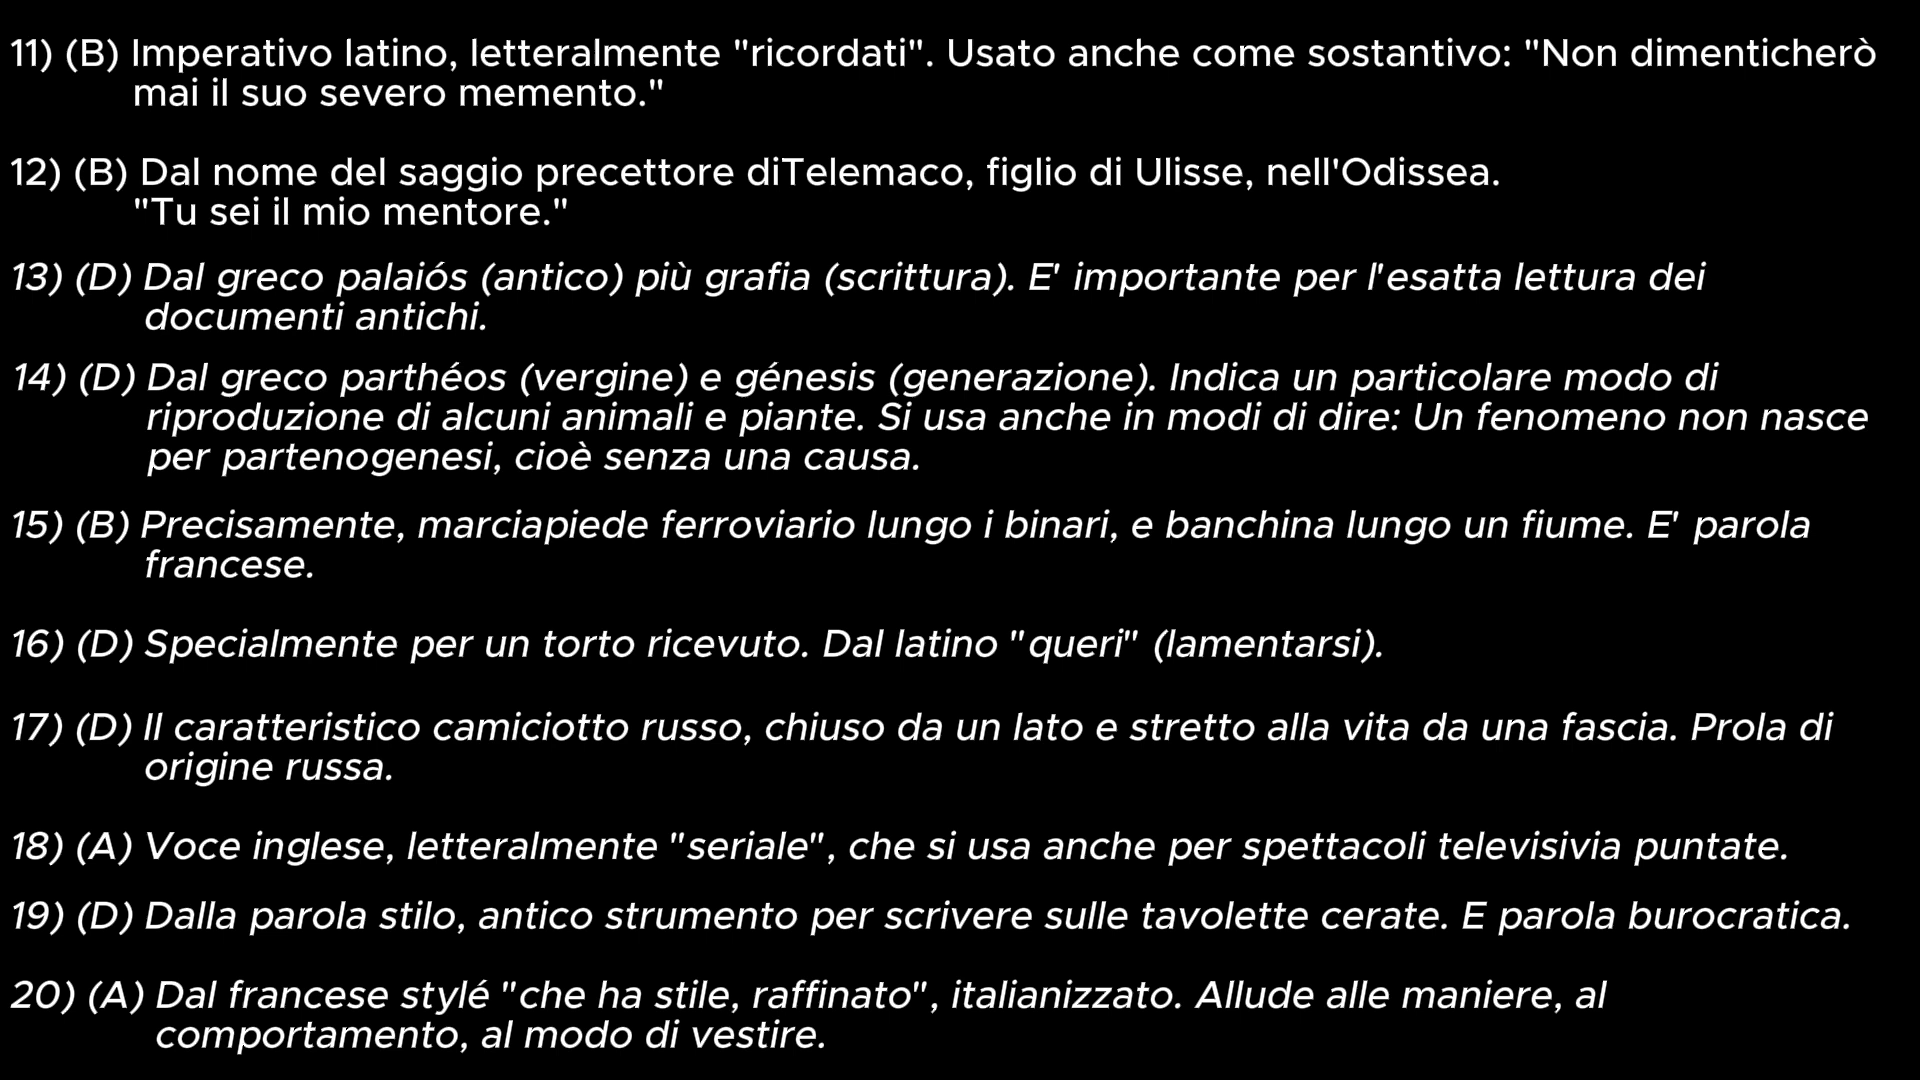 11) (B) Imperativo latino, letteralmente "ricordati". Usato anche come sostantivo: "Non dimenticherò
mai il suo severo memento."
12) (B) Dal nome del saggio precettore diTelemaco, figlio di Ulisse, nell'Odissea.
"Tu sei il mio mentore."
13) (D) Dal greco palaiós (antico) più grafia (scrittura). E' importante per l'esatta lettura dei
documenti antichi.
14) (D) Dal greco parthéos (vergine) e génesis (generazione). Indica un particolare modo di
riproduzione di alcuni animali e piante. Si usa anche in modi di dire: Un fenomeno non nasce
per partenogenesi, cioè senza una causa.
15) (B) Precisamente, marciapiede ferroviario lungo i binari, e banchina lungo un fiume. E' parola
francese.
16) (D) Specialmente per un torto ricevuto. Dal latino "queri" (lamentarsi).
17) (D) Il caratteristico camiciotto russo, chiuso da un lato e stretto alla vita da una fascia. Prola di
origine russa.
18) (A) Voce inglese, letteralmente "seriale", che si usa anche per spettacoli televisivia puntate.
19) (D) Dalla parola stilo, antico strumento per scrivere sulle tavolette cerate. E parola burocratica.
20) (A) Dal francese stylé "che ha stile, raffinato", italianizzato. Allude alle maniere, al
comportamento, al modo di vestire.